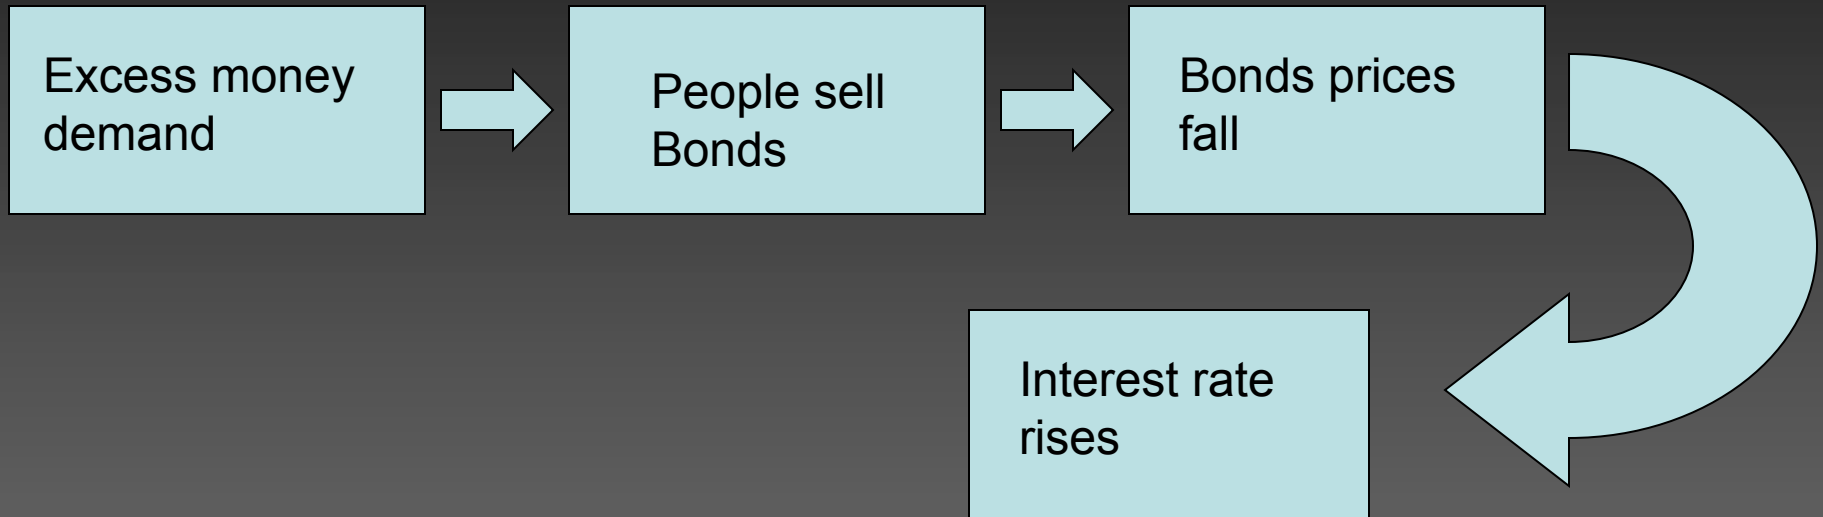 Excess money
demand
People sell
Bonds
Bonds prices
fall
Interest rate
rises